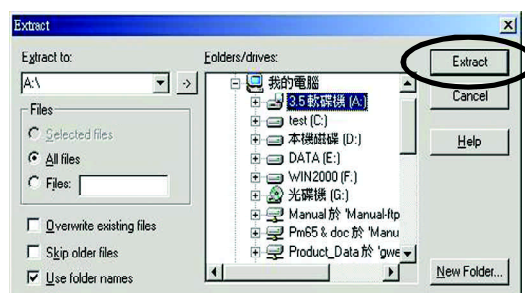 Extract
Extract to:
A:\
Files
Selected files
All files
Files:
Overwrite existing files
Skip older files
Use folder names
Folders/drives:
我的電腦
3.5 軟碟機 (A:)
test (C:)
本機磁碟 (D:)
DATA (E:)
WIN2000 (F:)
光碟機 (G:)
Manual 於 'Manual-ftp
Pm65 & doc 於 'Manu
Product_Data 於 'gwe
Extract
Cancel
Help
New Folder...